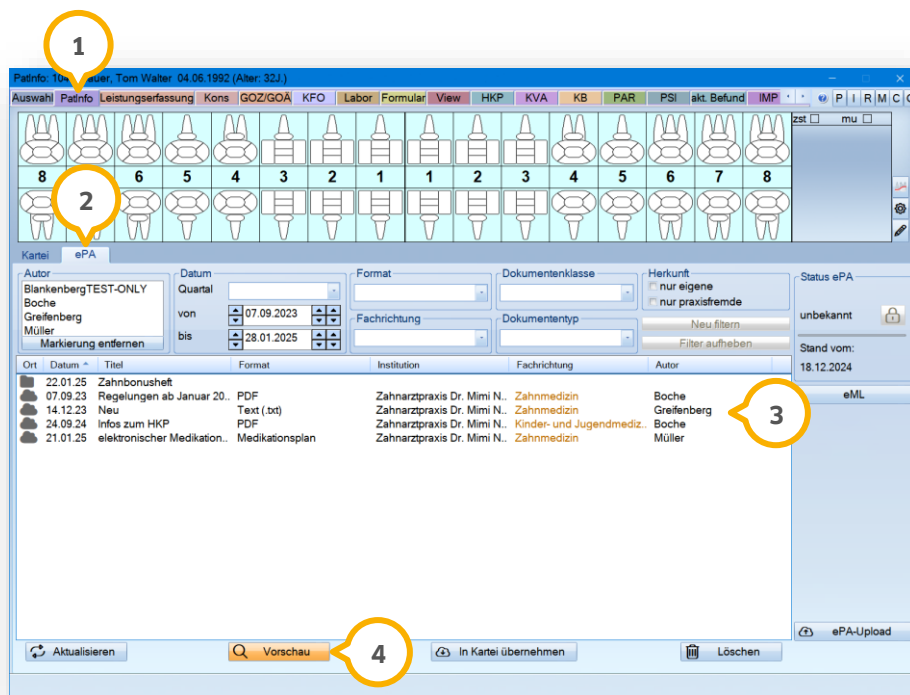 1
PatInfo: 10 auer, Tom Walter 04.06.1992 (Alter: 32J.)
Auswahl PatInfo Leistungserfassung Kons GOZ/GOÄ KFO Labor Formular View HKP KVA KB PAR PSI akt. Befund IMP P I R M C
zst mu
8 6 5 4 3 2 1 1 2 3 4 5 6 7 8
2
Kartei ePA
Autor Datum Format Dokumentenklasse Herkunft Status ePA
BlankenbergTEST-ONLY Quartal nur eigene
Boche nur praxisfremde
Greifenberg von 07.09.2023 Fachrichtung Dokumententyp Neu filtern unbekannt
Müller bis 28.01.2025
Markierung entfernen Filter aufheben Stand vom:
18.12.2024
Ort Datum Titel Format Institution Fachrichtung Autor
22.01.25 Zahnbonusheft
07.09.23 Regelungen ab Januar 20.. PDF Zahnarztpraxis Dr. Mimi N.. Zahnmedizin Boche eML
14.12.23 Neu Text (.txt) Zahnarztpraxis Dr. Mimi N.. Zahnmedizin Greifenberg 3
24.09.24 Infos zum HKP PDF Zahnarztpraxis Dr. Mimi N.. Kinder- und Jugendmediz.. Boche
21.01.25 elektronischer Medikation.. Medikationsplan Zahnarztpraxis Dr. Mimi N.. Zahnmedizin Müller
ePA-Upload
Aktualisieren Vorschau 4 In Kartei übernehmen Löschen